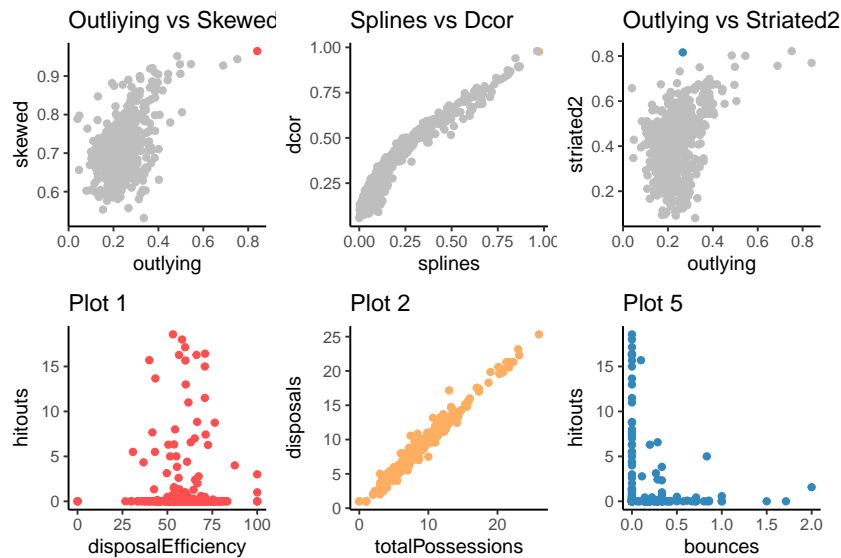 Outliying vs Skewed
Splines vs Dcor
Outlying vs Striated2
skewed
0.9
0.8
0.7
0.6
0.0 0.2 0.4 0.6 0.8
outlying
dcor
1.00
0.75
0.50
0.25
0.00 0.25 0.50 0.75 1.00
splines
striated2
0.8
0.6
0.4
0.2
0.0 0.2 0.4 0.6 0.8
outlying
Plot 1
Plot 2
Plot 5
hitouts
15
10
5
0
0 25 50 75 100
disposalEfficiency
disposals
25
20
15
10
5
0
0 10 20
totalPossessions
hitouts
15
10
5
0
0.0 0.5 1.0 1.5 2.0
bounces